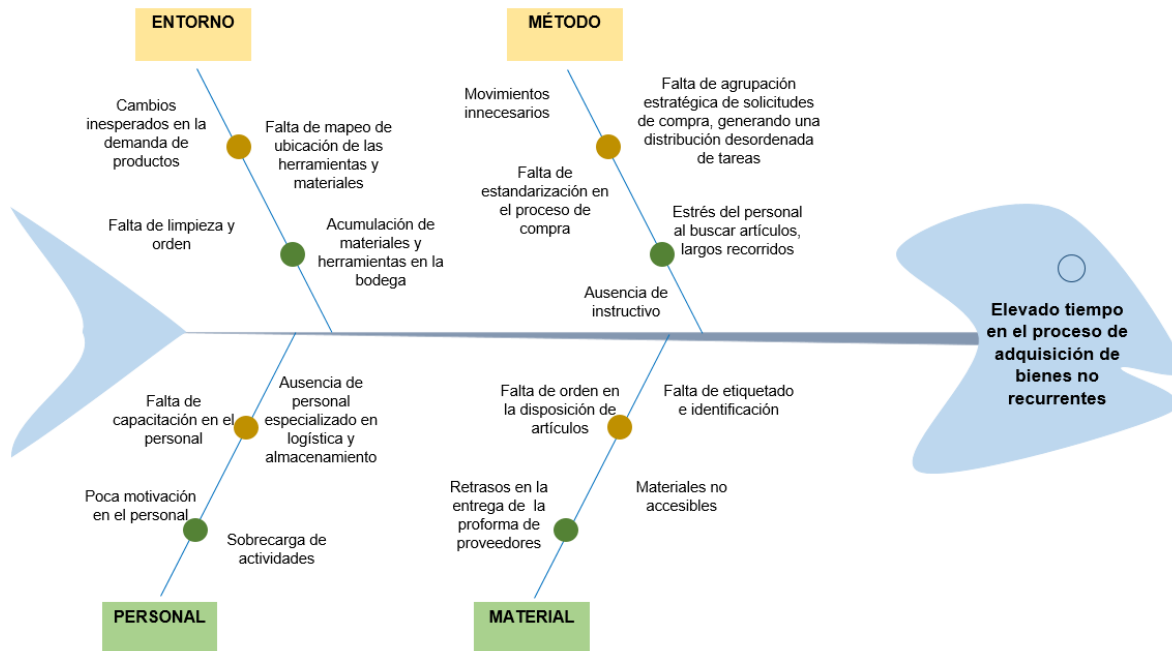 ENTORNO
MÉTODO
Cambios
inesperados en la
demanda de
productos
Falta de mapeo de
ubicación de las
herramientas y
materiales
Falta de limpieza y
orden
Acumulación de
materiales y
herramientas en la
bodega
Movimientos
innecesarios
Falta de agrupación
estratégica de solicitudes
de compra, generando una
distribución desordenada
de tareas
Falta de
estandarización en
el proceso de
compra
Estrés del personal
al buscar artículos,
largos recorridos
Ausencia de
instructivo
Elevado tiempo
en el proceso de
adquisición de
bienes no
recurrentes
Falta de
capacitación en el
personal
Ausencia de
personal
especializado en
logística y
almacenamiento
Poca motivación
en el personal
Sobrecarga de
actividades
Falta de orden en
la disposición de
artículos
Falta de etiquetado
e identificación
Retrasos en la
entrega de la
proforma de
proveedores
Materiales no
accesibles
PERSONAL
MATERIAL